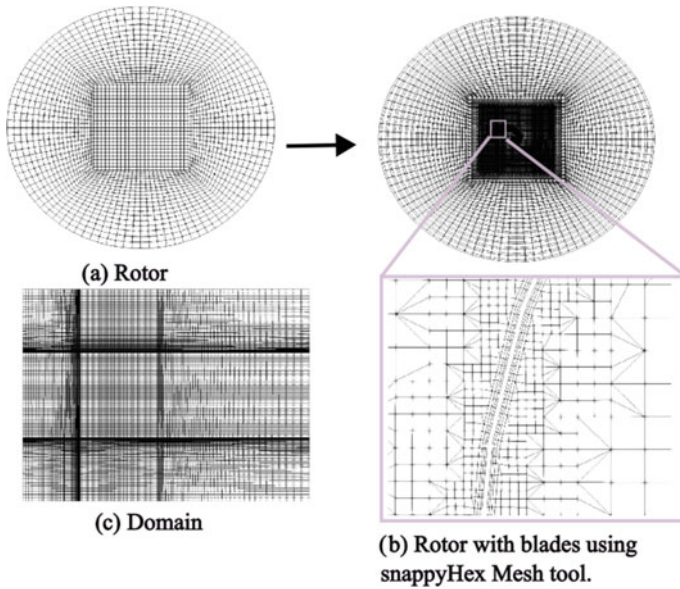 (a) Rotor
(c) Domain
(b) Rotor with blades using
snappyHex Mesh tool.